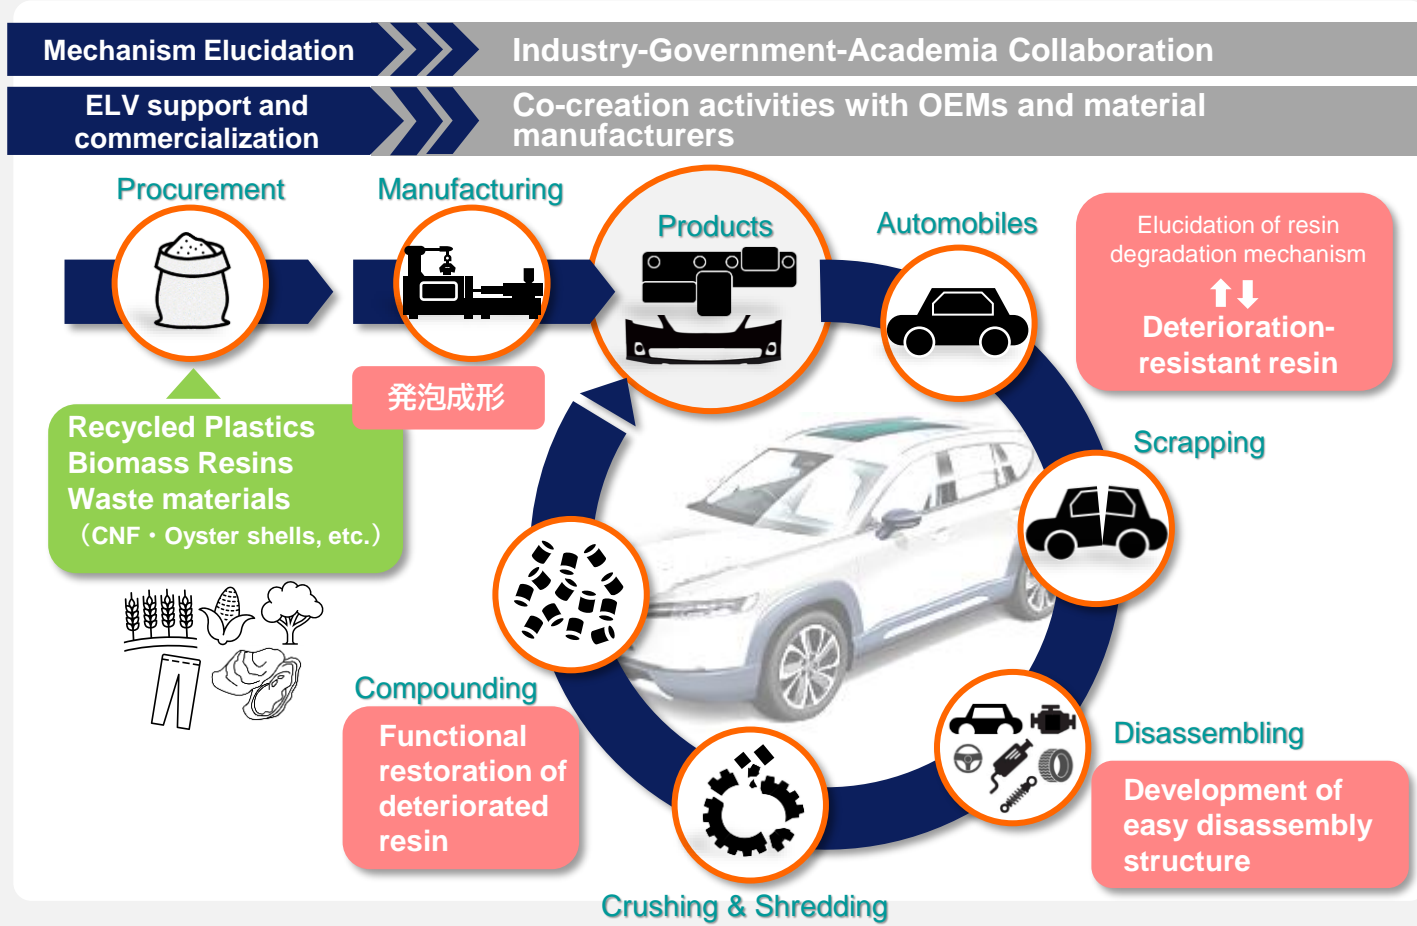 Mechanism Elucidation
Industry-Government-Academia Collaboration
ELV support and
commercialization
Co-creation activities with OEMs and material
manufacturers
Procurement
Manufacturing
Products
Automobiles
Elucidation of resin
degradation mechanism
⬆⬇
Deterioration-
resistant resin
発泡成形
Recycled Plastics
Biomass Resins
Waste materials
（CNF・Oyster shells, etc.）
Scrapping
Compounding
Functional
restoration of
deteriorated
resin
Disassembling
Development of
easy disassembly
structure
Crushing & Shredding